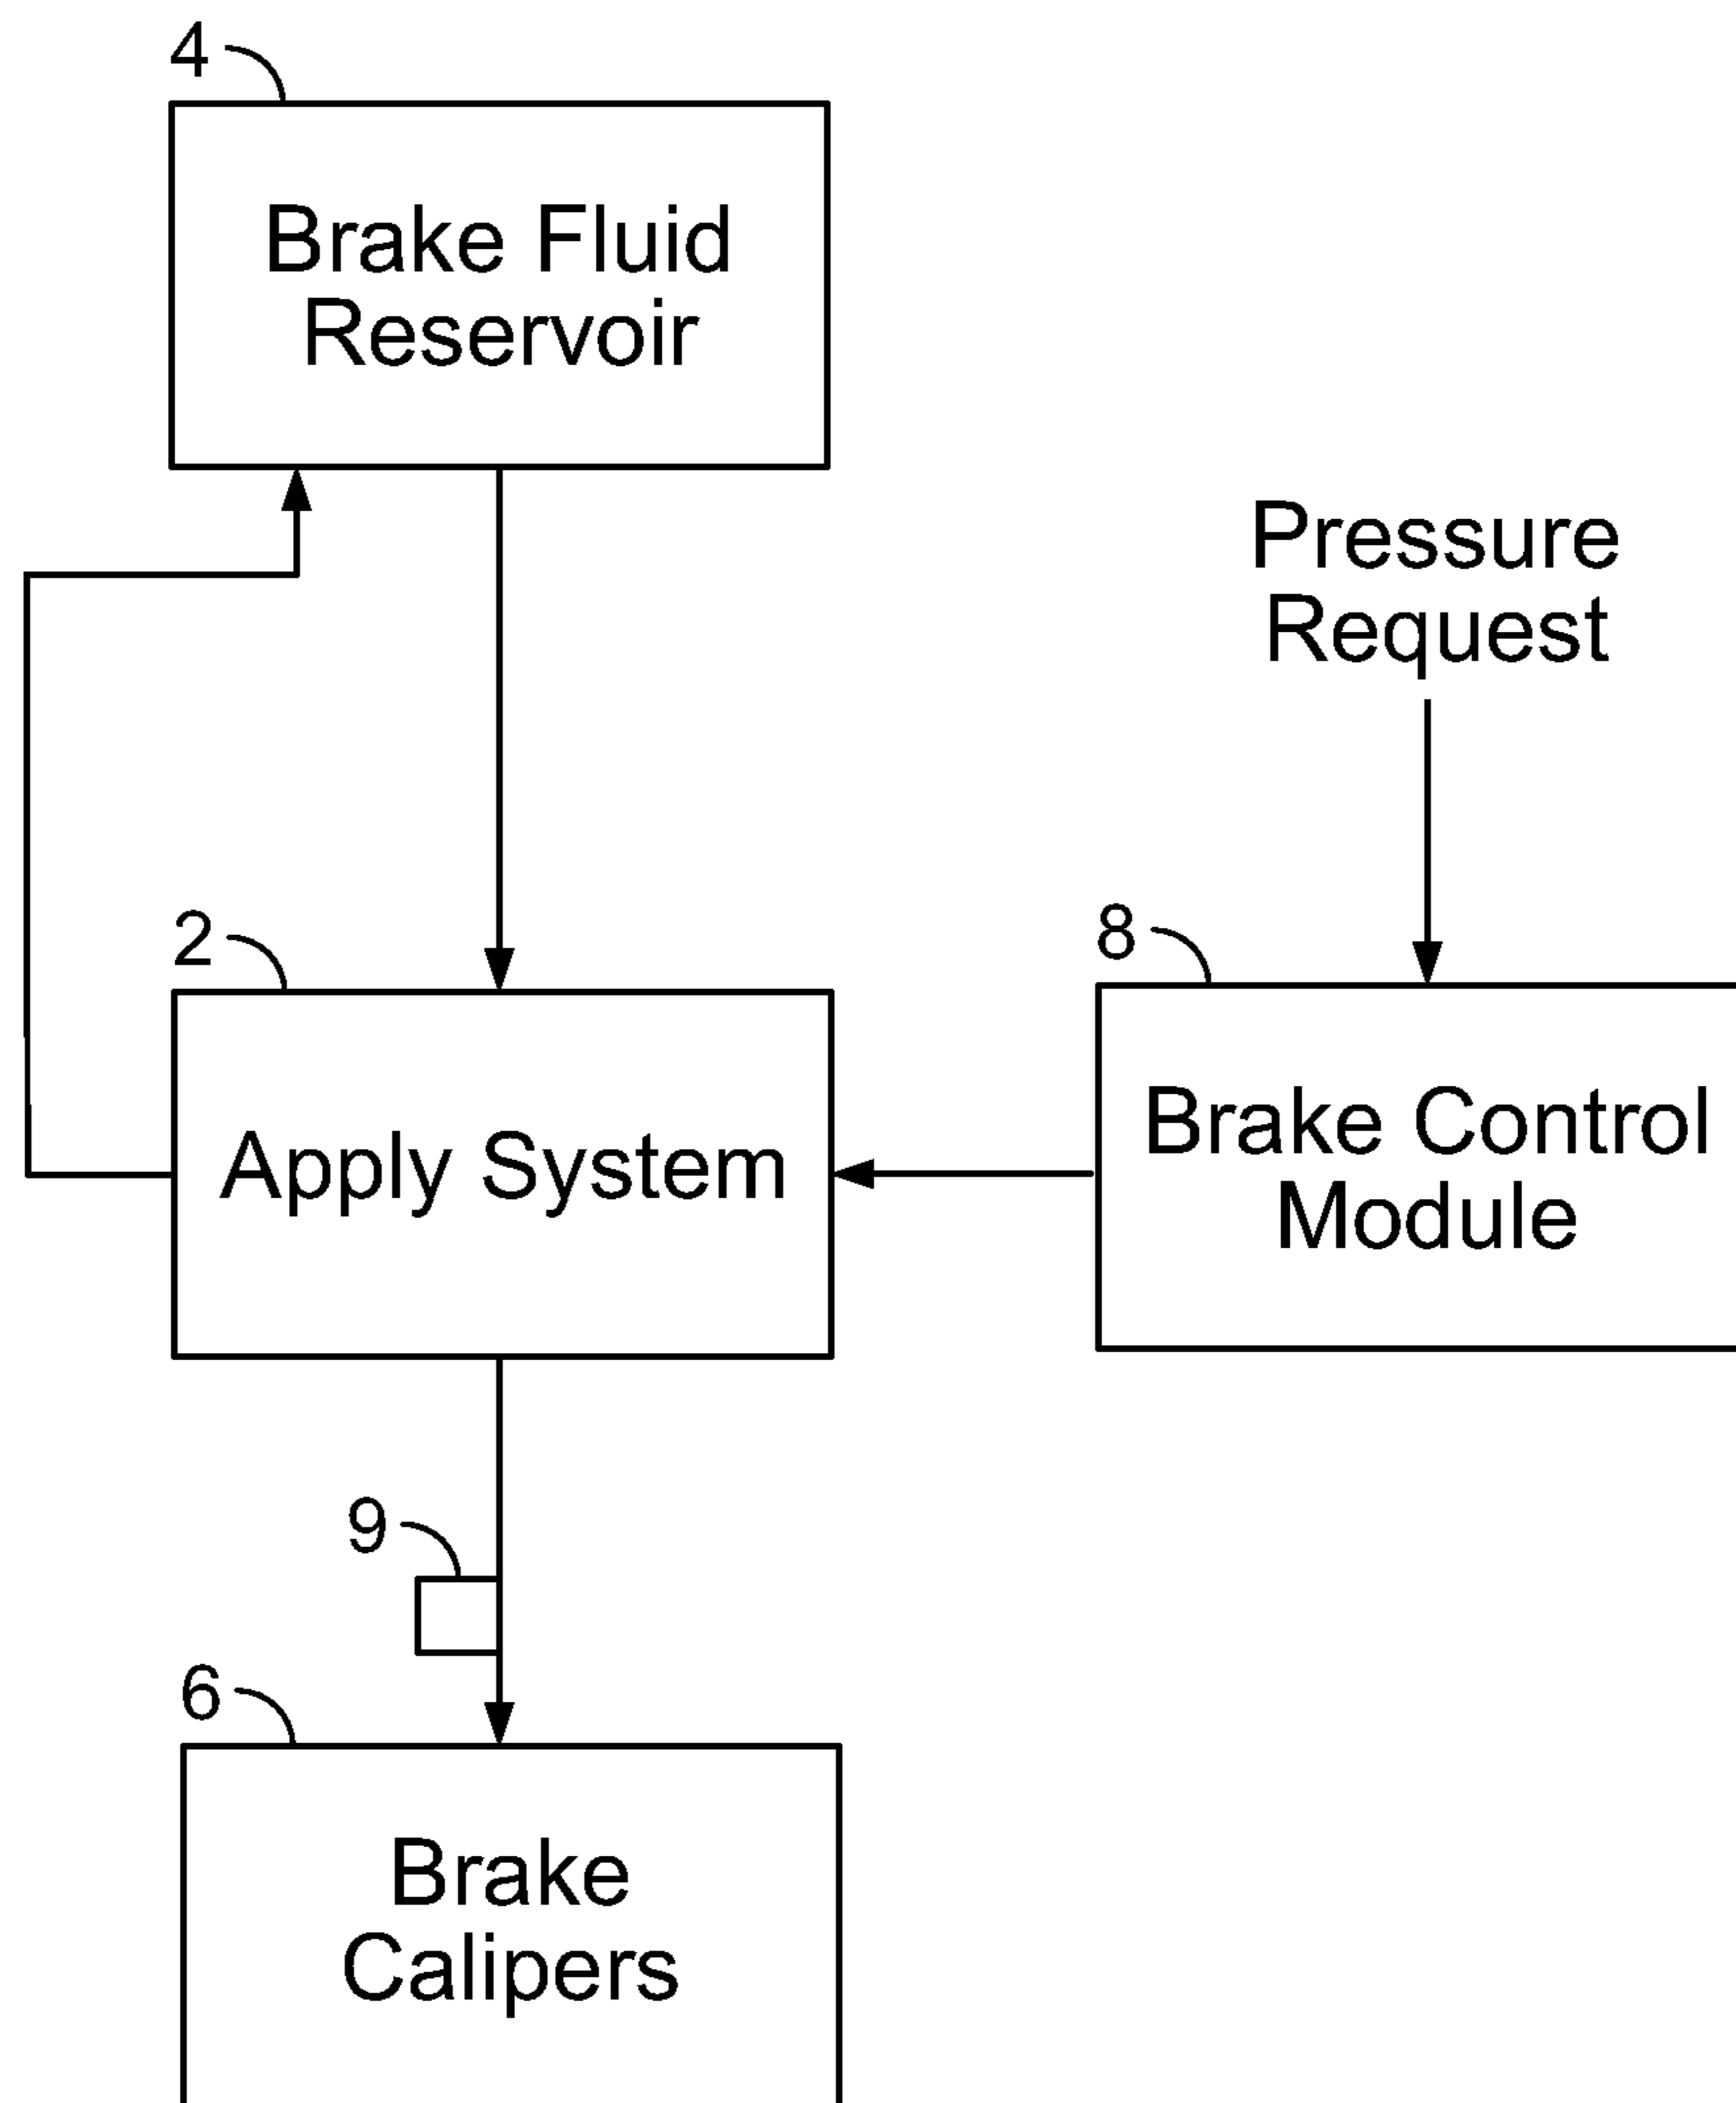 4
Brake Fluid
Reservoir
Pressure
Request
2
8
Apply System
Brake Control
Module
9
6
Brake
Calipers